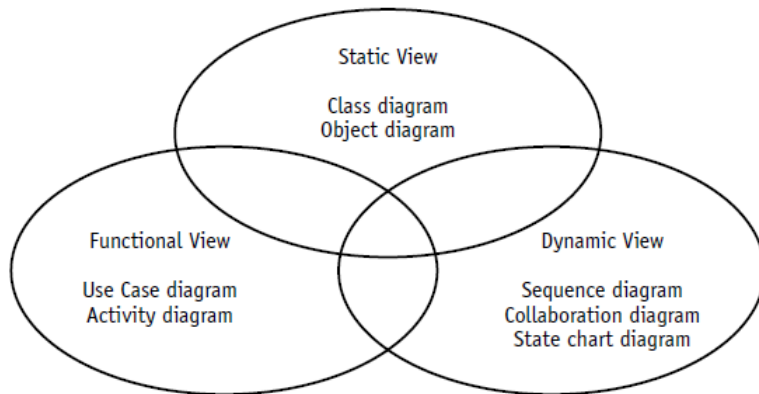 Static View
Class diagram
Object diagram
Functional View
Use Case diagram
Activity diagram
Dynamic View
Sequence diagram
Collaboration diagram
State chart diagram